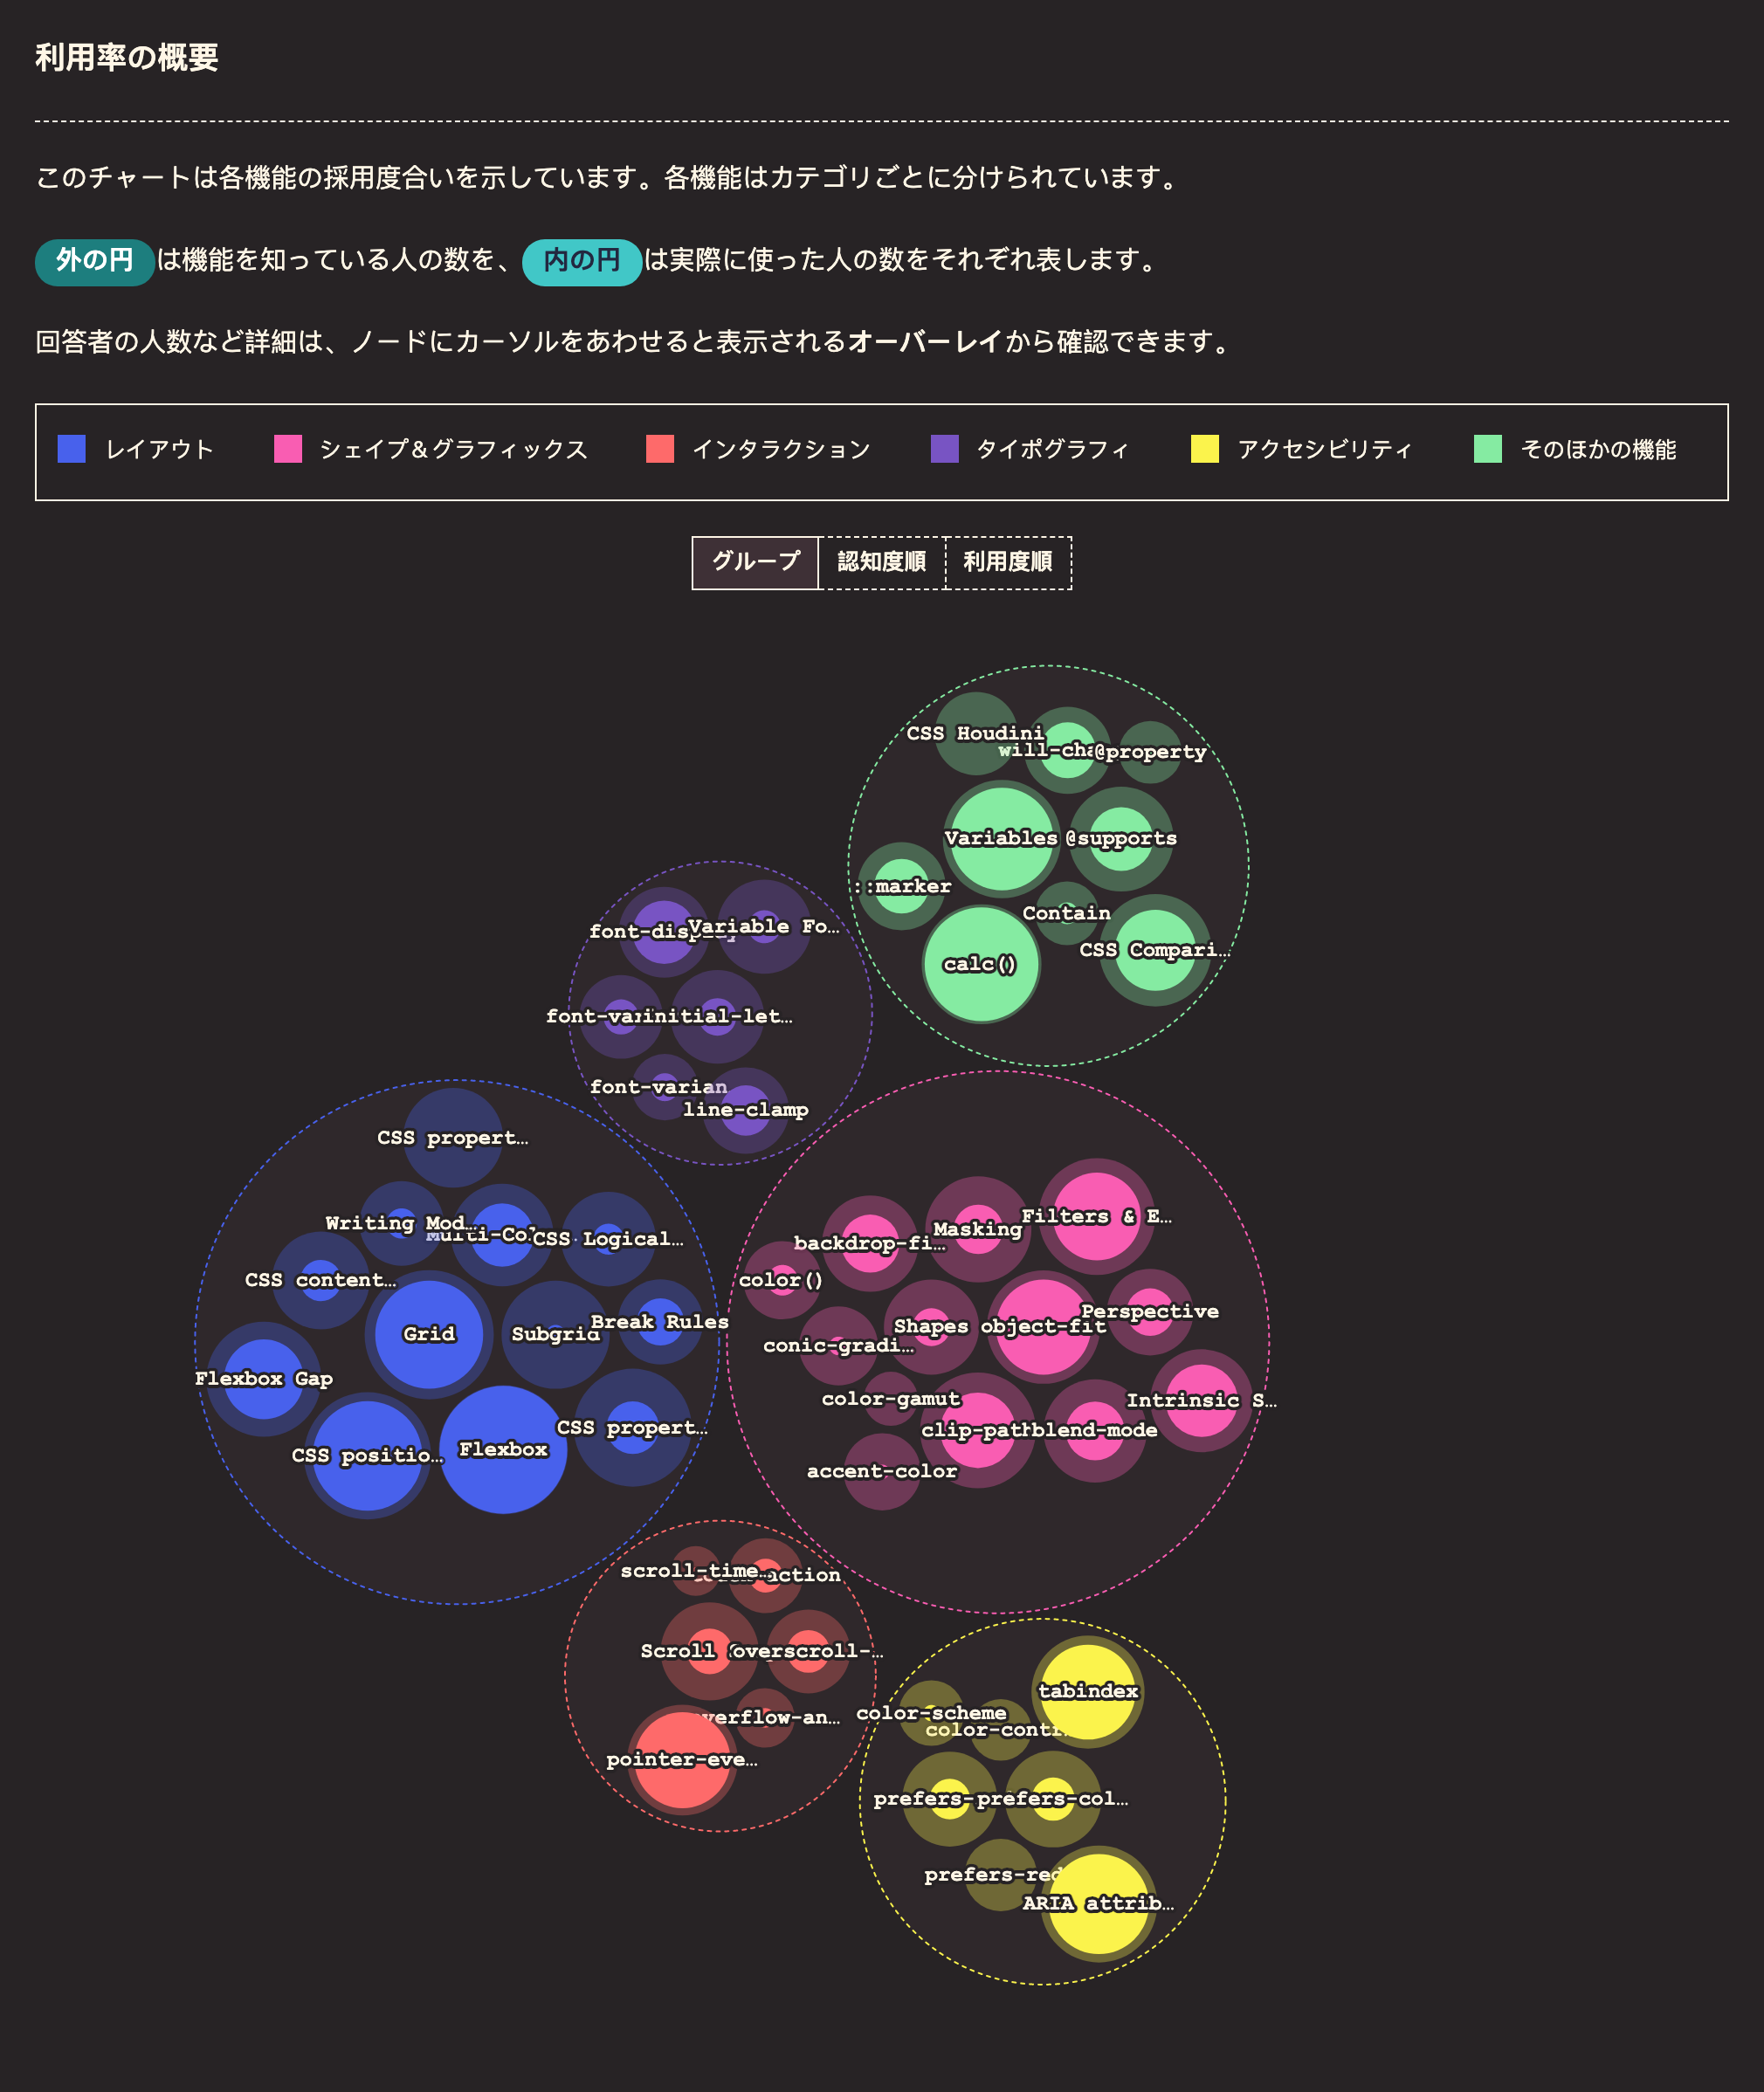 利用率の概要
このチャートは各機能の採用度合いを示しています。各機能はカテゴリごとに分けられています。
外の円は機能を知っている人の数を、内の円は実際に使った人の数をそれぞれ表します。
回答者の人数など詳細は、ノードにカーソルをあわせると表示されるオーバーレイから確認できます。
レイアウト シェイプ＆グラフィックス インタラクション タイポグラフィ アクセシビリティ そのほかの機能
グループ 認知度順 利用度順
CSS Houdini
will-cha
@property
Variables
@supports
::marker
Contain
CSS Compari…
calc()
font-display
Variable Fo…
font-var
initial-let…
font-varian
line-clamp
CSS propert…
Writing Mod…
Multi-Co
CSS Logical…
CSS content…
Grid
Subgrid
Break Rules
Flexbox Gap
CSS positio…
Flexbox
CSS propert…
Filters & E…
Masking
backdrop-fi…
color()
Perspective
Shapes
object-fit
conic-gradi…
color-gamut
Intrinsic S…
clip-path
blend-mode
accent-color
scroll-time…
action
Scroll
overscroll-…
verflow-an…
pointer-eve…
tabindex
color-scheme
color-contr
prefers-
prefers-col…
prefers-red
ARIA attrib…